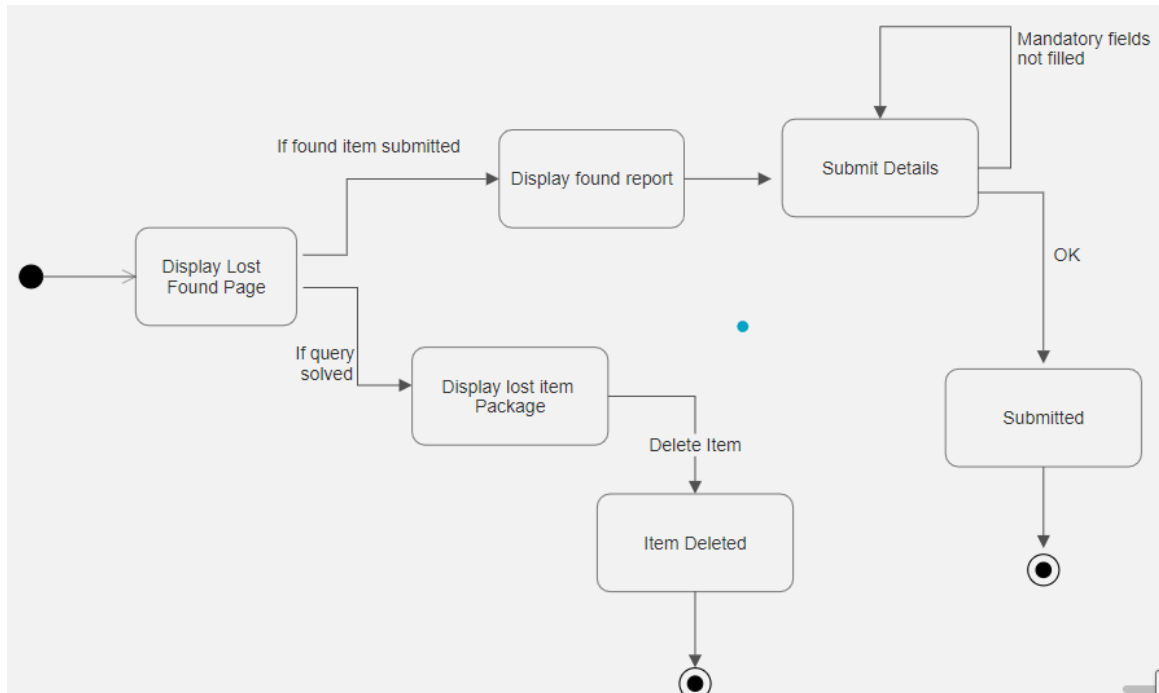 Mandatory fields
not filled
If found item submitted
Display found report
Submit Details
Display Lost
Found Page
OK
If query
solved
Display lost item
Package
Submitted
Delete Item
Item Deleted